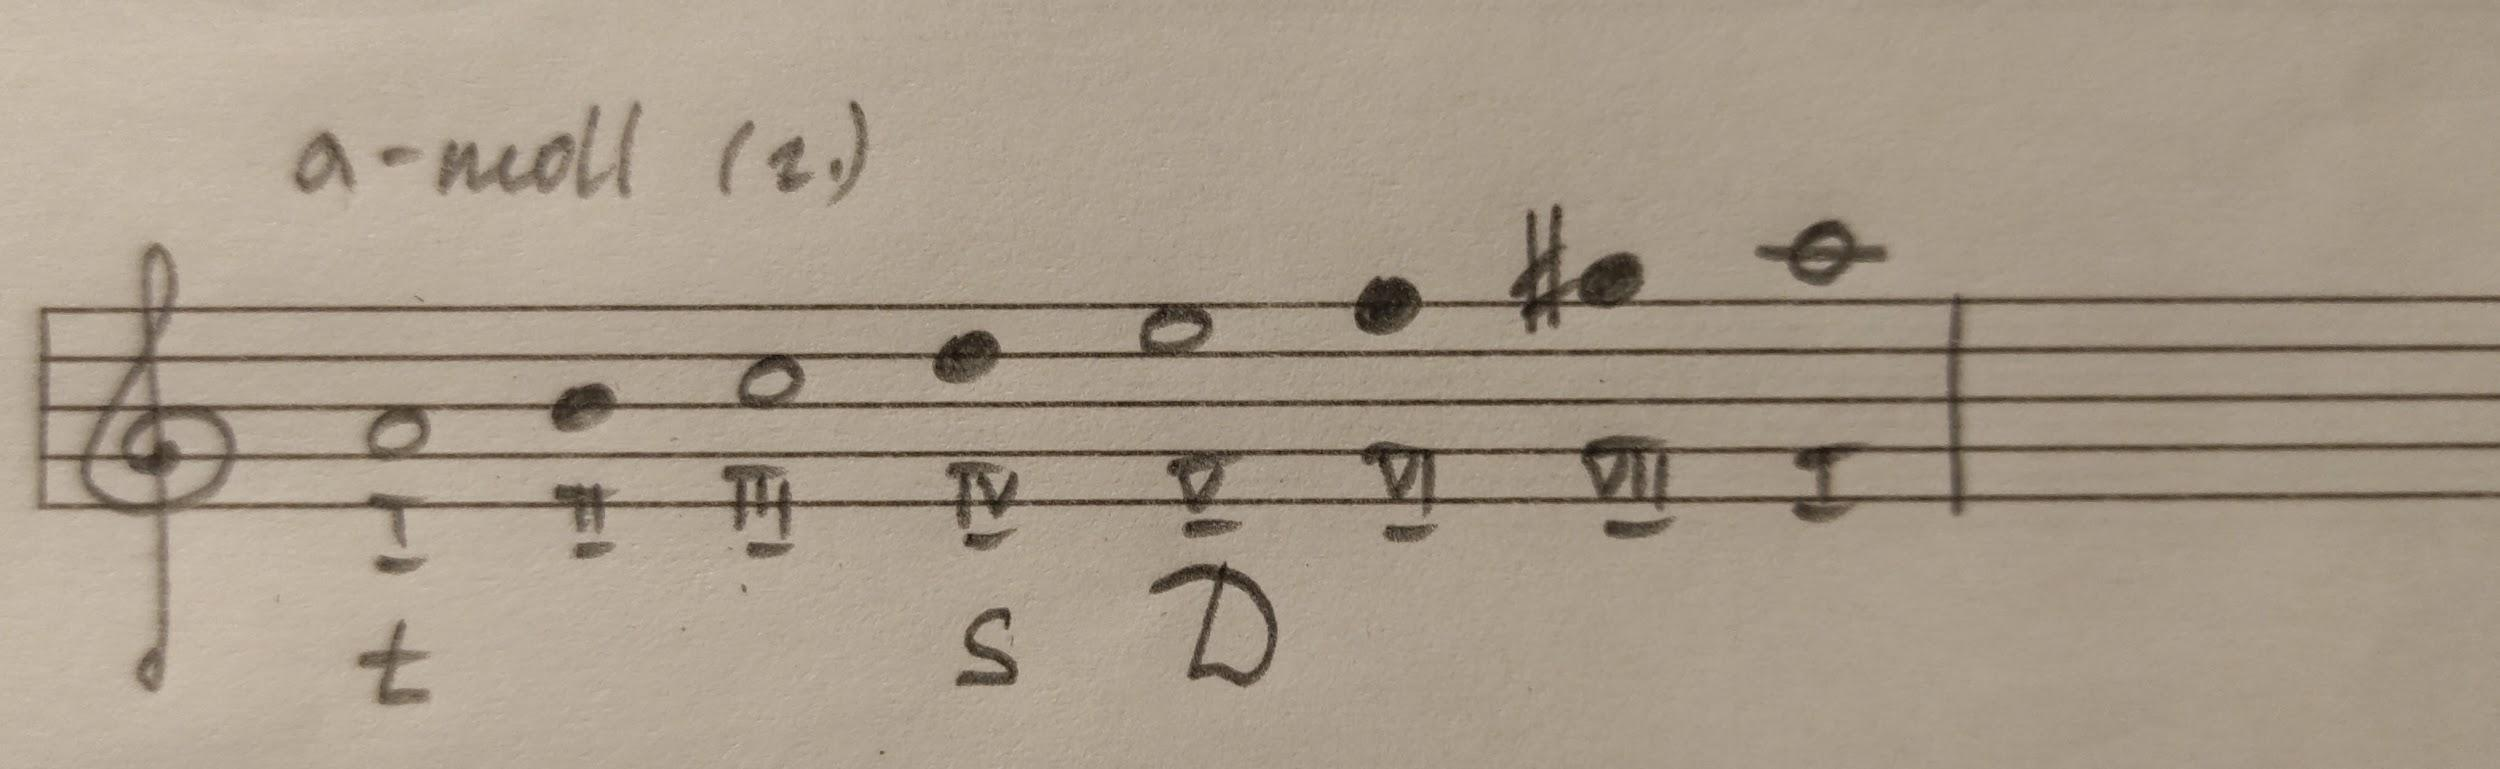 a-moll (г.)
I II III IV V VI VII I
t s D